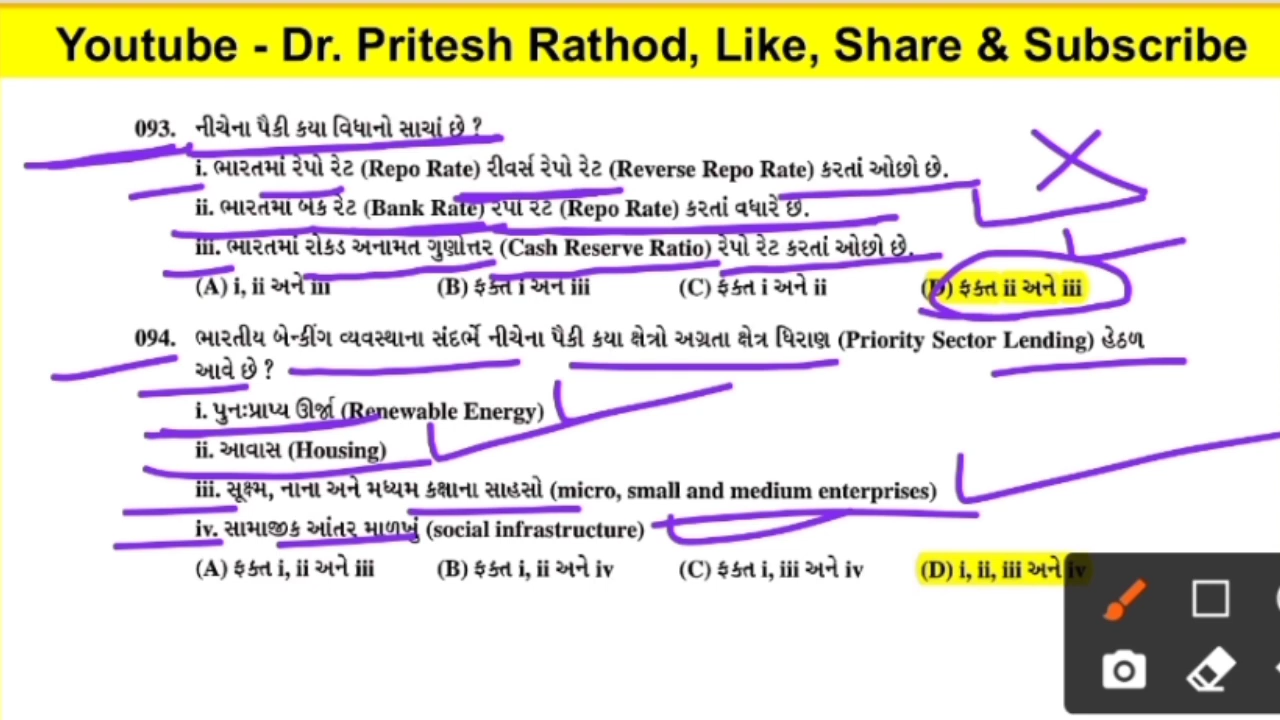 Youtube - Dr. Pritesh Rathod, Like, Share & Subscribe
093. નીચેના પૈકી કયા વિધાનો સાચાં છે ?
i. ભારતમાં રેપો રેટ (Repo Rate) રીવર્સ રેપો રેટ (Reverse Repo Rate) કરતાં ઓછો છે.
ii. ભારતમાં બેંક રેટ (Bank Rate) રેપો રેટ (Repo Rate) કરતાં વધારે છે.
iii. ભારતમાં રોકડ અનામત ગુણોત્તર (Cash Reserve Ratio) રેપો રેટ કરતાં ઓછો છે.
(A) i, ii અને iii (B) ફક્ત i અને iii (C) ફક્ત i અને ii (D) ફક્ત ii અને iii
094. ભારતીય બેન્કીંગ વ્યવસ્થાના સંદર્ભે નીચેના પૈકી કયા ક્ષેત્રો અગ્રતા ક્ષેત્ર ધિરાણ (Priority Sector Lending) હેઠળ
આવે છે ?
i. પુનઃપ્રાપ્ય ઊર્જા (Renewable Energy)
ii. આવાસ (Housing)
iii. સૂક્ષ્મ, નાના અને મધ્યમ કક્ષાના સાહસો (micro, small and medium enterprises)
iv. સામાજીક આંતર માળખું (social infrastructure)
(A) ફક્ત i, ii અને iii (B) ફક્ત i, ii અને iv (C) ફક્ત i, iii અને iv (D) i, ii, iii અને iv